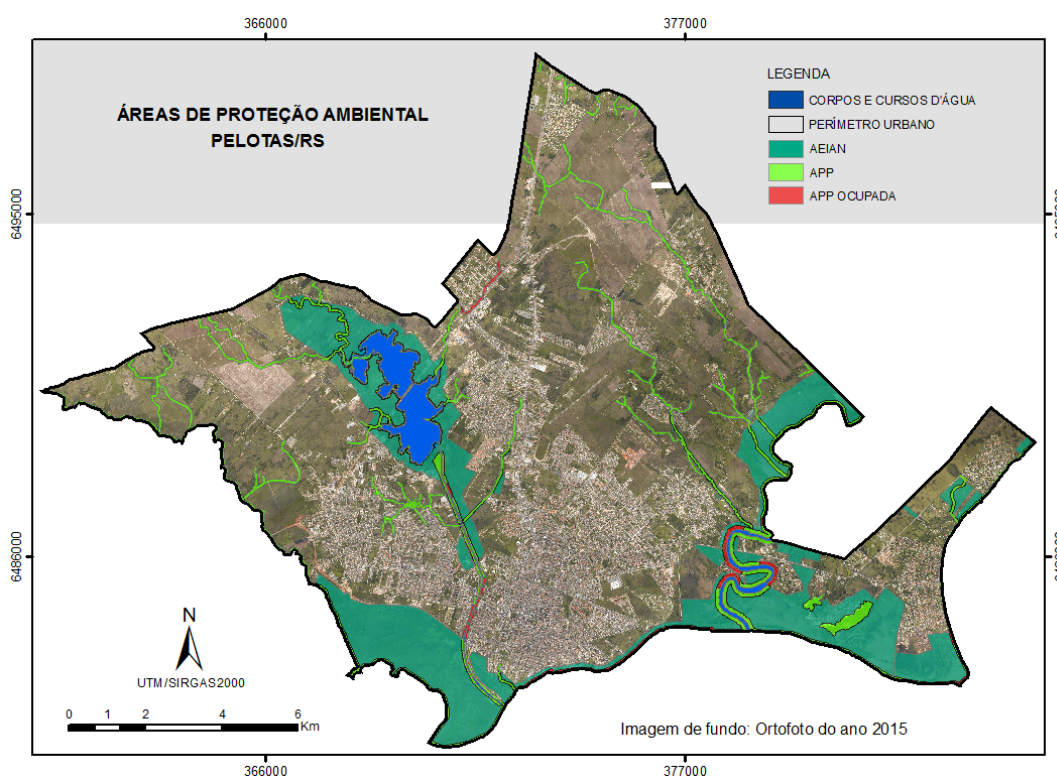 366000
377000
ÁREAS DE PROTEÇÃO AMBIENTAL
PELOTAS/RS
LEGENDA
CORPOS E CURSOS D'ÁGUA
PERÍMETRO URBANO
AEIAN
APP
APP OCUPADA
6495000
6486000
N
UTM/SIRGAS2000
0 1 2 4 6
Km
Imagem de fundo: Ortofoto do ano 2015
366000
377000